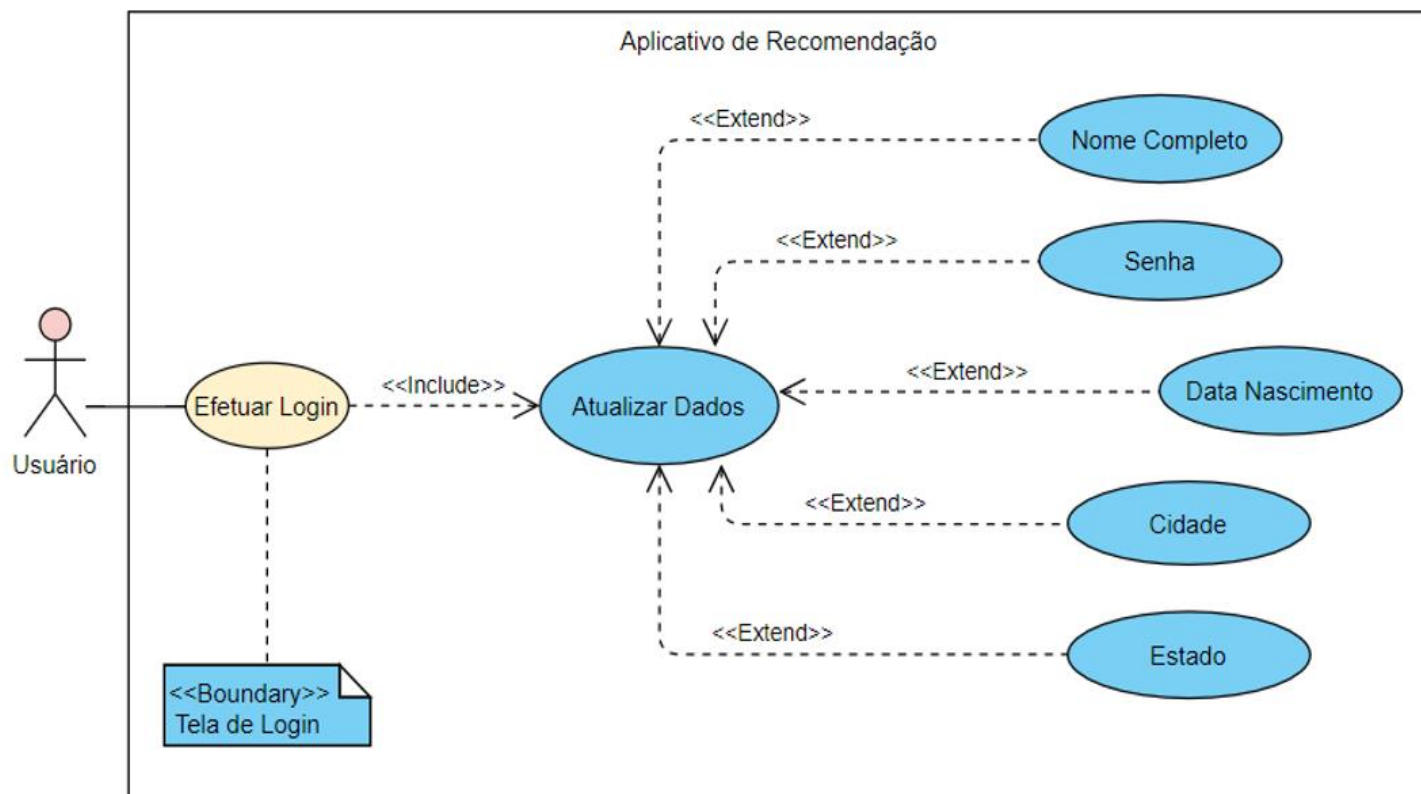 Aplicativo de Recomendação
<<Extend>>
Nome Completo
<<Extend>>
Senha
<<Extend>>
Data Nascimento
Efetuar Login
<<Include>>
Atualizar Dados
Usuário
<<Extend>>
Cidade
<<Extend>>
Estado
<<Boundary>>
Tela de Login